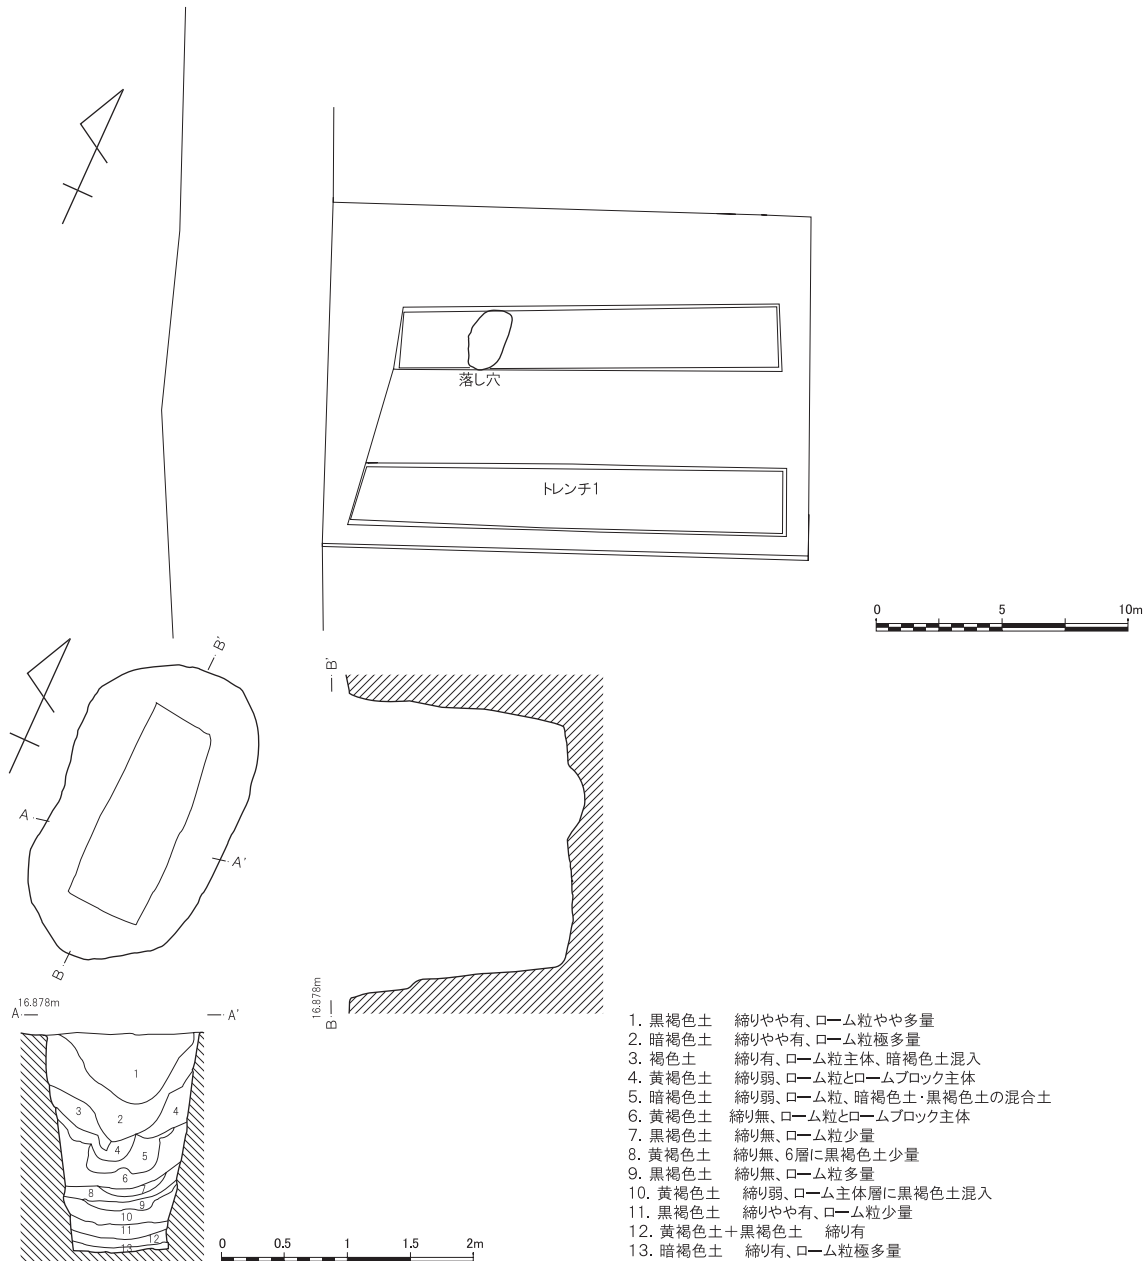 落し穴
トレンチ1
0 5 10m
B'
A
A'
B
B'
16.878m
B
16.878m
A
A'
1
2
3
4
4
5
6
7
8
9
10
11
12
13
0 0.5 1 1.5 2m
1. 黒褐色土 締りやや有、ローム粒やや多量
2. 暗褐色土 締りやや有、ローム粒極多量
3. 褐色土 締り有、ローム粒主体、暗褐色土混入
4. 黄褐色土 締り弱、ローム粒とロームブロック主体
5. 暗褐色土 締り弱、ローム粒、暗褐色土・黒褐色土の混合土
6. 黄褐色土 締り無、ローム粒とロームブロック主体
7. 黒褐色土 締り無、ローム粒少量
8. 黄褐色土 締り無、6層に黒褐色土少量
9. 黒褐色土 締り無、ローム粒多量
10. 黄褐色土 締り弱、ローム主体層に黒褐色土混入
11. 黒褐色土 締りやや有、ローム粒少量
12. 黄褐色土+黒褐色土 締り有
13. 暗褐色土 締り有、ローム粒極多量